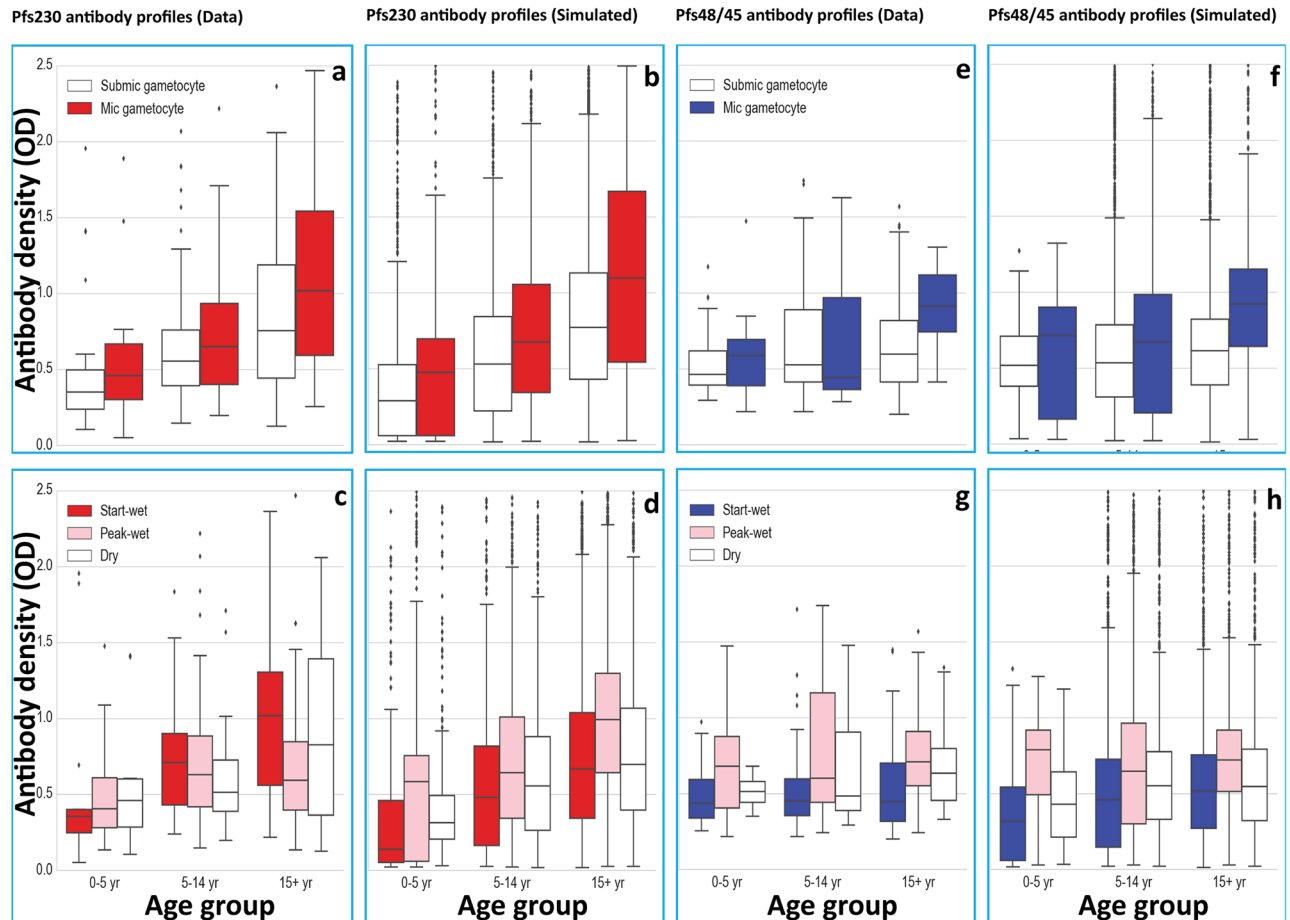 Pfs230 antibody profiles (Data)
Pfs230 antibody profiles (Simulated)
Pfs48/45 antibody profiles (Data)
Pfs48/45 antibody profiles (Simulated)
a
b
e
f
Submic gametocyte
Mic gametocyte
Submic gametocyte
Mic gametocyte
2.5
2.0
1.5
1.0
0.5
0.0
Antibody density (OD)
c
d
g
h
Start-wet
Peak-wet
Dry
Start-wet
Peak-wet
Dry
2.5
2.0
1.5
1.0
0.5
0.0
Antibody density (OD)
0-5 yr 5-14 yr 15+ yr
0-5 yr 5-14 yr 15+ yr
0-5 yr 5-14 yr 15+ yr
0-5 yr 5-14 yr 15+ yr
Age group
Age group
Age group
Age group